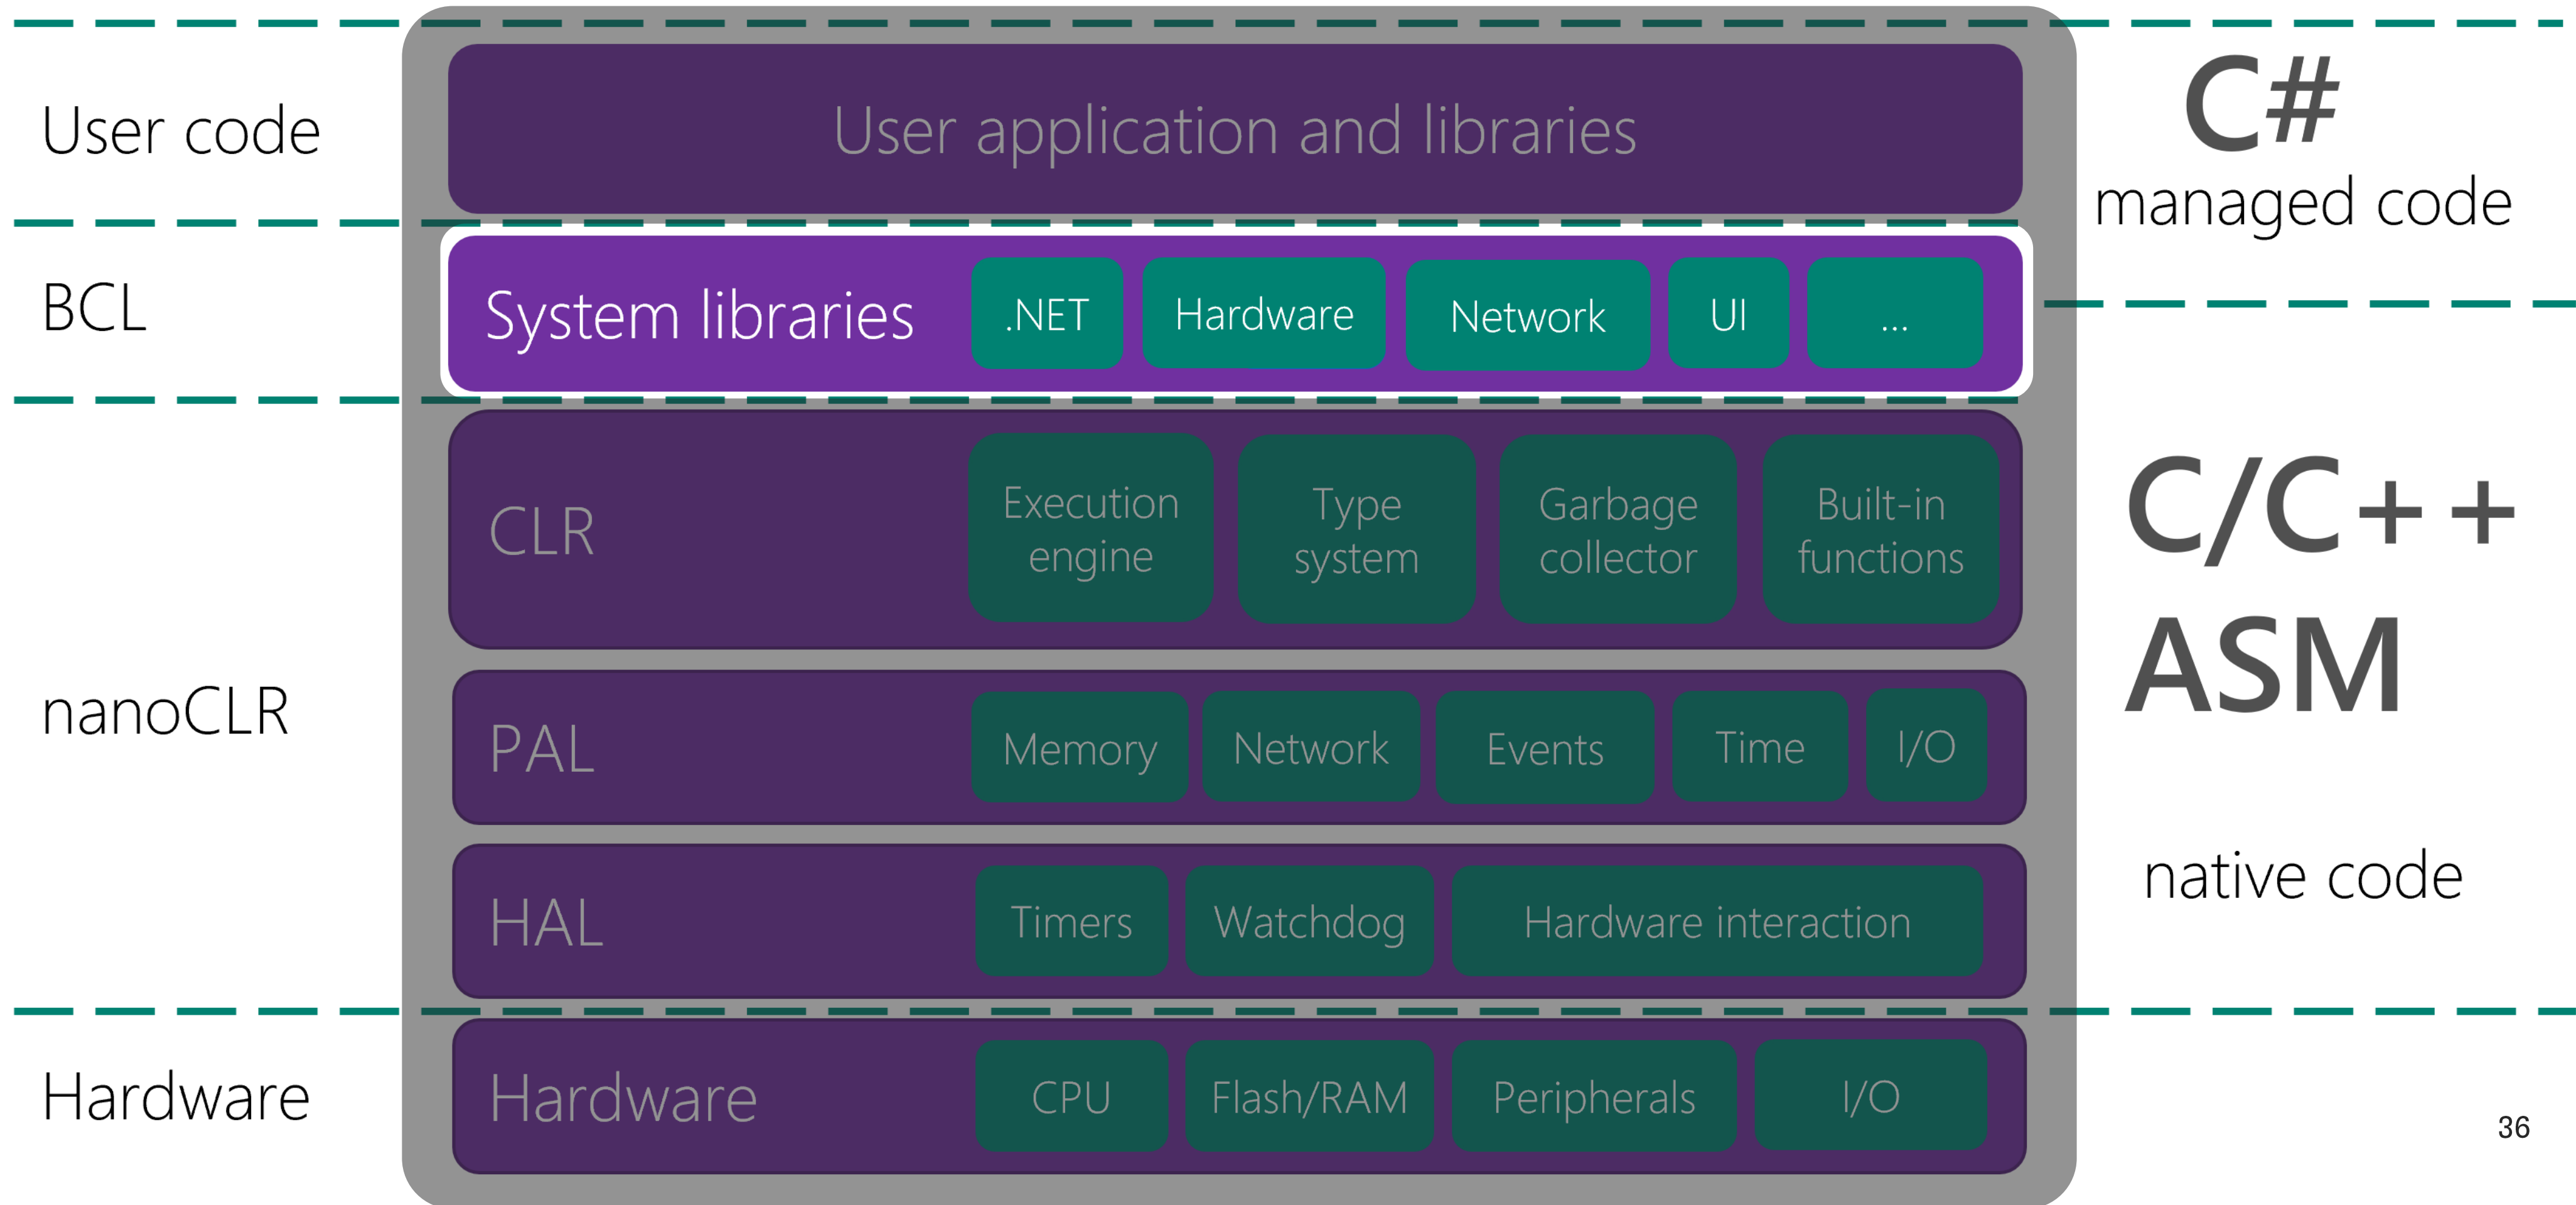 User code
User application and libraries
C#
managed code
BCL
System libraries
.NET
Hardware
Network
UI
...
nanoCLR
CLR
Execution
engine
Type
system
Garbage
collector
Built-in
functions
C/C++
ASM
PAL
Memory
Network
Events
Time
I/O
HAL
Timers
Watchdog
Hardware interaction
native code
Hardware
Hardware
CPU
Flash/RAM
Peripherals
I/O
36